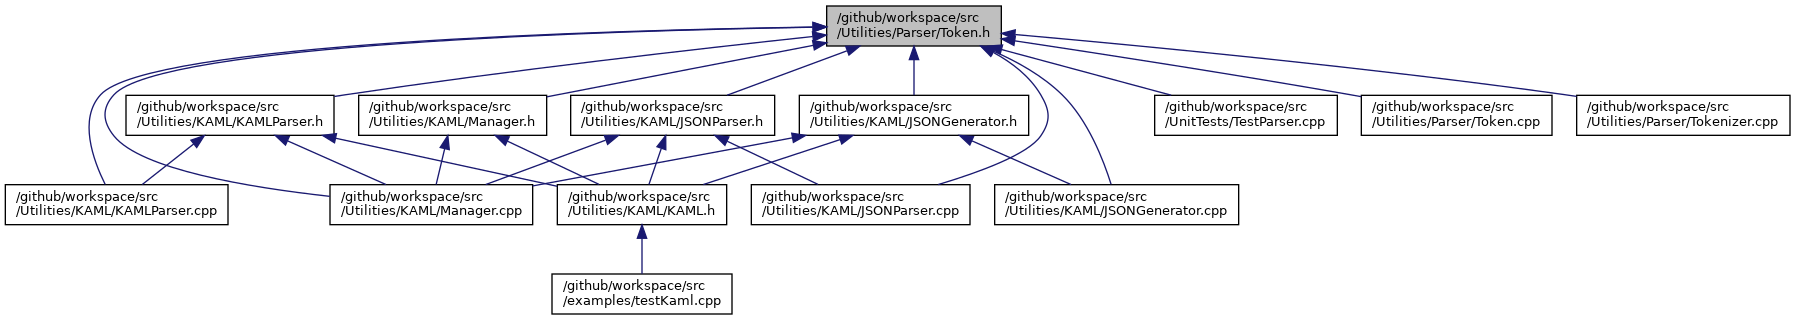 /github/workspace/src
/Utilities/Parser/Token.h
/github/workspace/src
/Utilities/KAML/KAMLParser.h
/github/workspace/src
/Utilities/KAML/Manager.h
/github/workspace/src
/Utilities/KAML/JSONParser.h
/github/workspace/src
/Utilities/KAML/JSONGenerator.h
/github/workspace/src
/UnitTests/TestParser.cpp
/github/workspace/src
/Utilities/Parser/Token.cpp
/github/workspace/src
/Utilities/Parser/Tokenizer.cpp
/github/workspace/src
/Utilities/KAML/KAMLParser.cpp
/github/workspace/src
/Utilities/KAML/Manager.cpp
/github/workspace/src
/Utilities/KAML/KAML.h
/github/workspace/src
/Utilities/KAML/JSONParser.cpp
/github/workspace/src
/Utilities/KAML/JSONGenerator.cpp
/github/workspace/src
/examples/testKaml.cpp